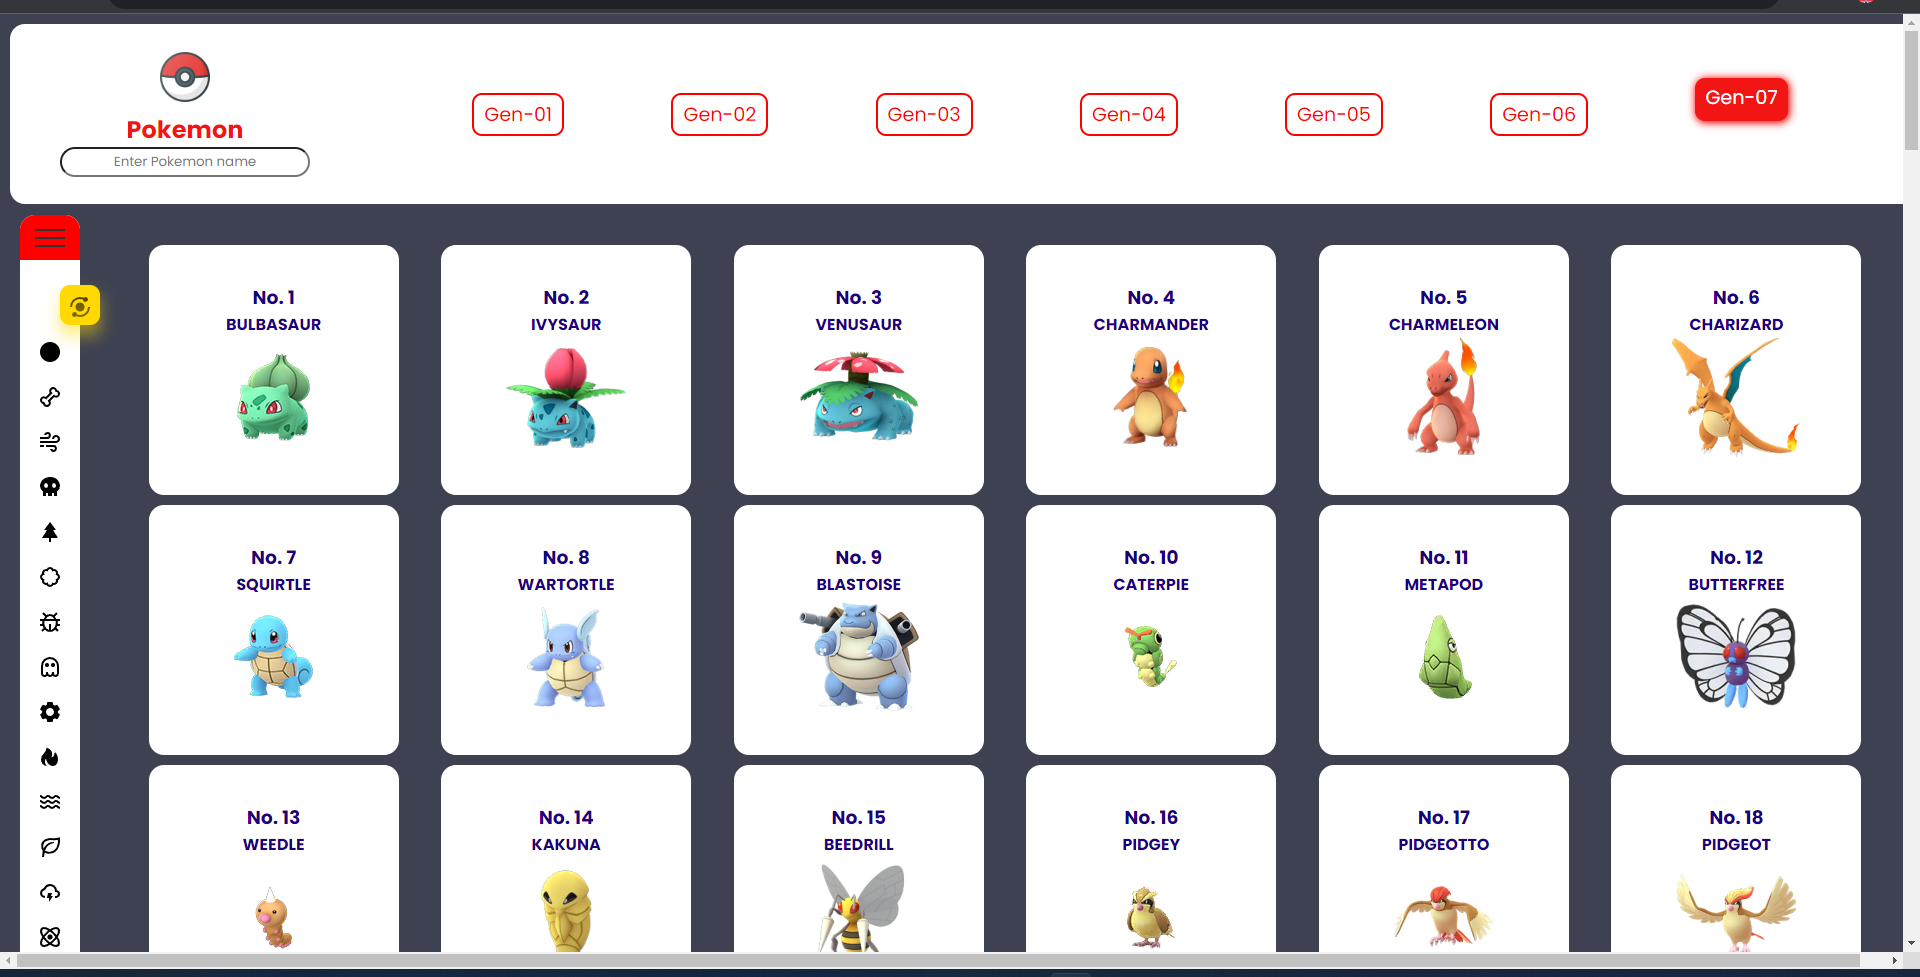 Pokemon
Enter Pokemon name
Gen-01
Gen-02
Gen-03
Gen-04
Gen-05
Gen-06
Gen-07
No. 1
BULBASAUR
No. 2
IVYSAUR
No. 3
VENUSAUR
No. 4
CHARMANDER
No. 5
CHARMELEON
No. 6
CHARIZARD
No. 7
SQUIRTLE
No. 8
WARTORTLE
No. 9
BLASTOISE
No. 10
CATERPIE
No. 11
METAPOD
No. 12
BUTTERFREE
No. 13
WEEDLE
No. 14
KAKUNA
No. 15
BEEDRILL
No. 16
PIDGEY
No. 17
PIDGEOTTO
No. 18
PIDGEOT